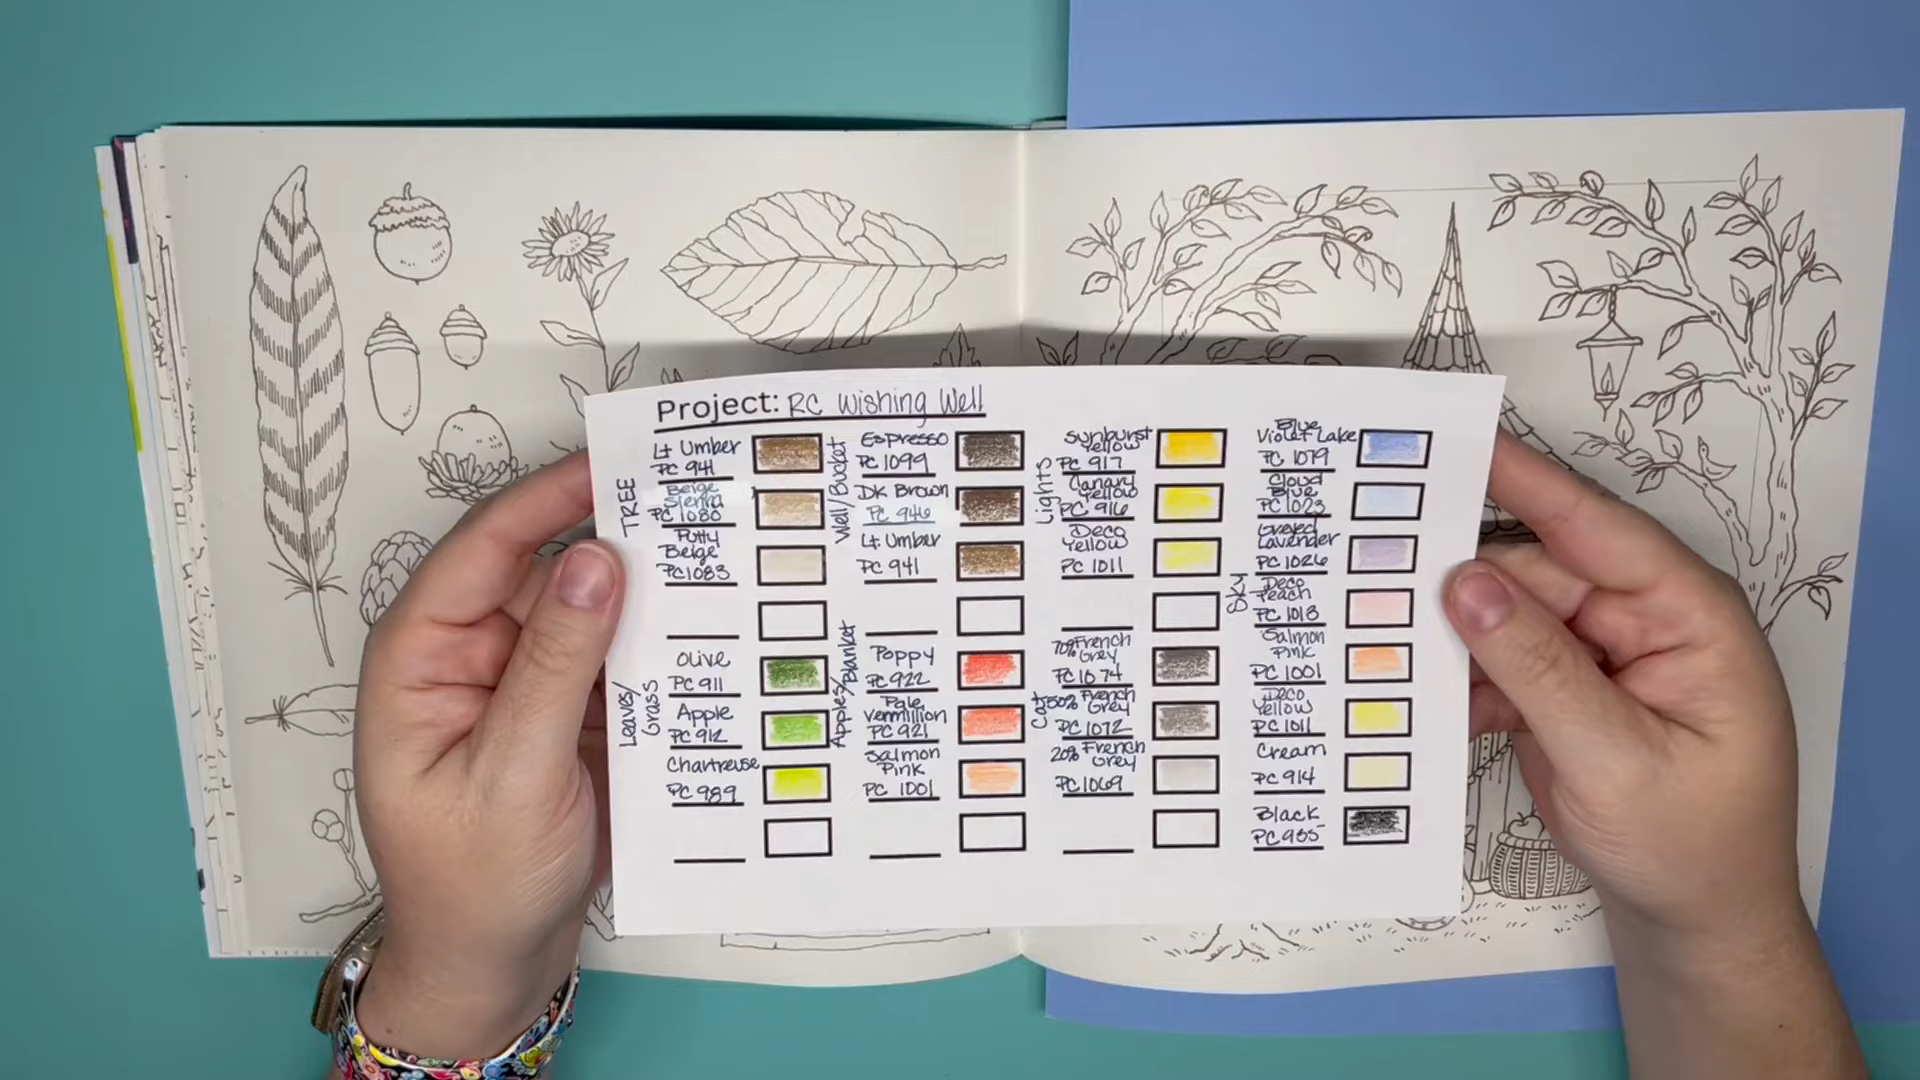 Project: RC Wishing Well
TREE
Lt Umber
PC 941
Beige
Sienna
PC 1080
Putty
Beige
PC1083
Leaves/
Grass
Olive
PC 911
Apple
PC 912
Chartreuse
PC 989
Well/Bucket
Espresso
PC 1099
Dk Brown
PC 946
Lt. Umber
PC 941
Apples/
Blanket
Poppy
PC 922
Pale
Vermillion
PC 921
Salmon
Pink
PC 1001
Lights
Sunburst
Yellow
PC 917
Canary
Yellow
PC 916
Deco
Yellow
PC 1011
Cat
70% French
Grey
PC 1074
50% French
Grey
PC 1072
20% French
Grey
PC 1069
SKY
Blue
Violet Lake
PC 1079
Cloud
Blue
PC 1023
Greyed
Lavender
PC 1026
Deco
Peach
PC 1013
Salmon
Pink
PC 1001
Deco
Yellow
PC 1011
Cream
PC 914
Black
PC 935